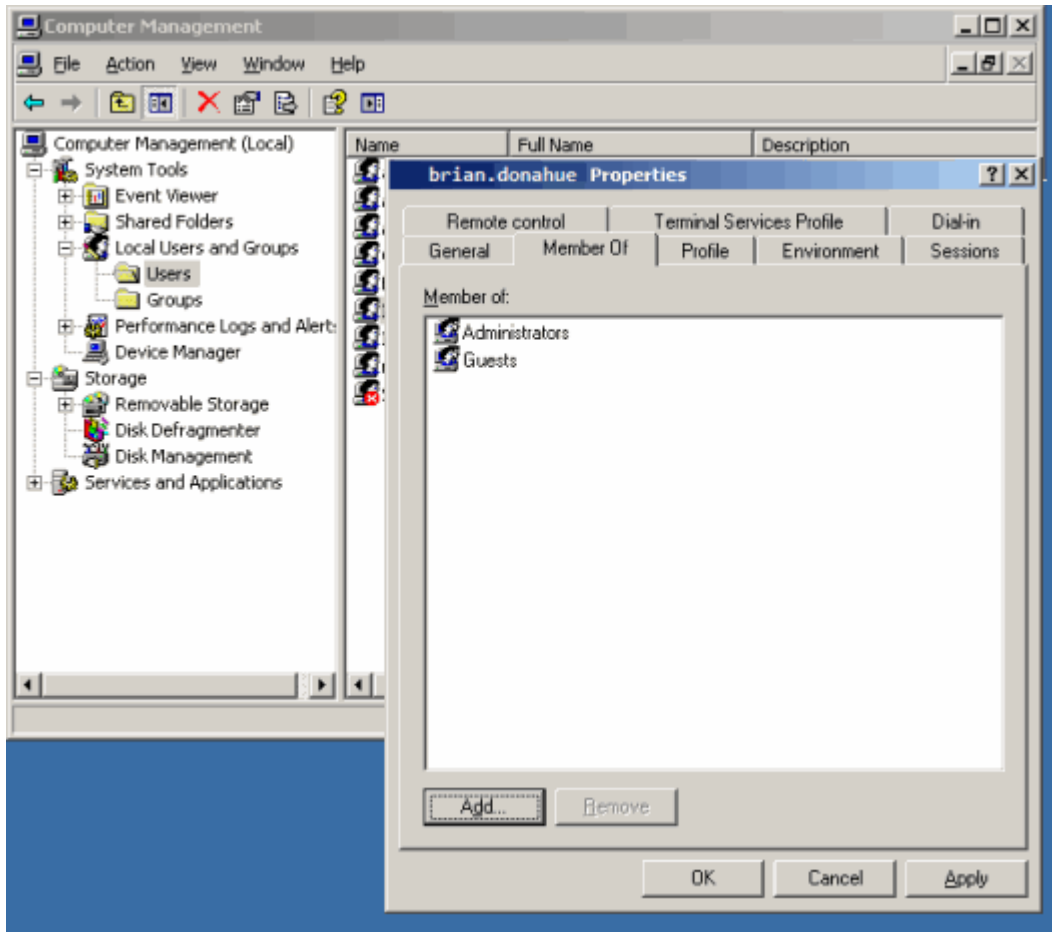 Computer Management
File Action View Window Help
Computer Management (Local)
System Tools
Event Viewer
Shared Folders
Local Users and Groups
Users
Groups
Performance Logs and Alert
Device Manager
Storage
Removable Storage
Disk Defragmenter
Disk Management
Services and Applications
Name Full Name Description
brian.donahue Properties
Remote control Terminal Services Profile Dial-in
General Member Of Profile Environment Sessions
Member of:
Administrators
Guests
Add... Remove
OK Cancel Apply